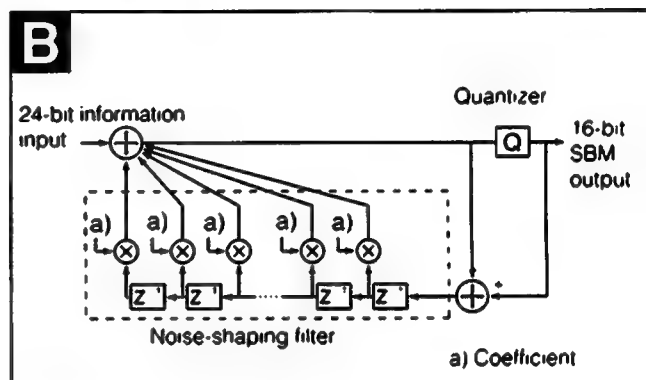 B
24-bit information
input
Quantizer
Q
16-bit
SBM
output
a) a) a) a) a)
Z⁻¹ Z⁻¹ Z⁻¹ Z⁻¹
Noise-shaping filter
a) Coefficient